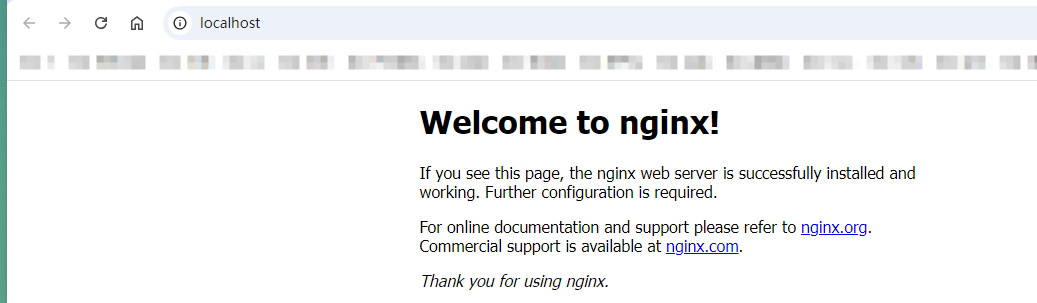 localhost
Welcome to nginx!
If you see this page, the nginx web server is successfully installed and
working. Further configuration is required.
For online documentation and support please refer to nginx.org.
Commercial support is available at nginx.com.
Thank you for using nginx.